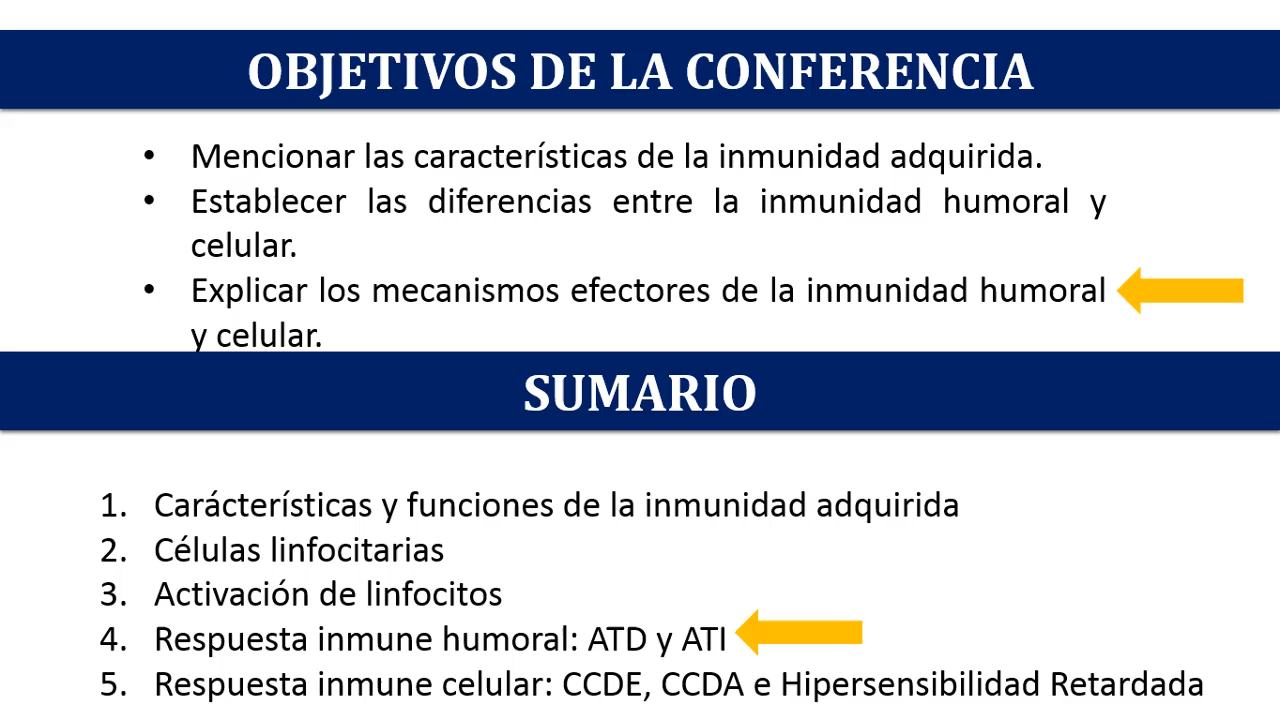 OBJETIVOS DE LA CONFERENCIA
• Mencionar las características de la inmunidad adquirida.
• Establecer las diferencias entre la inmunidad humoral y
celular.
• Explicar los mecanismos efectores de la inmunidad humoral
y celular.
SUMARIO
1. Carácterísticas y funciones de la inmunidad adquirida
2. Células linfocitarias
3. Activación de linfocitos
4. Respuesta inmune humoral: ATD y ATI
5. Respuesta inmune celular: CCDE, CCDA e Hipersensibilidad Retardada